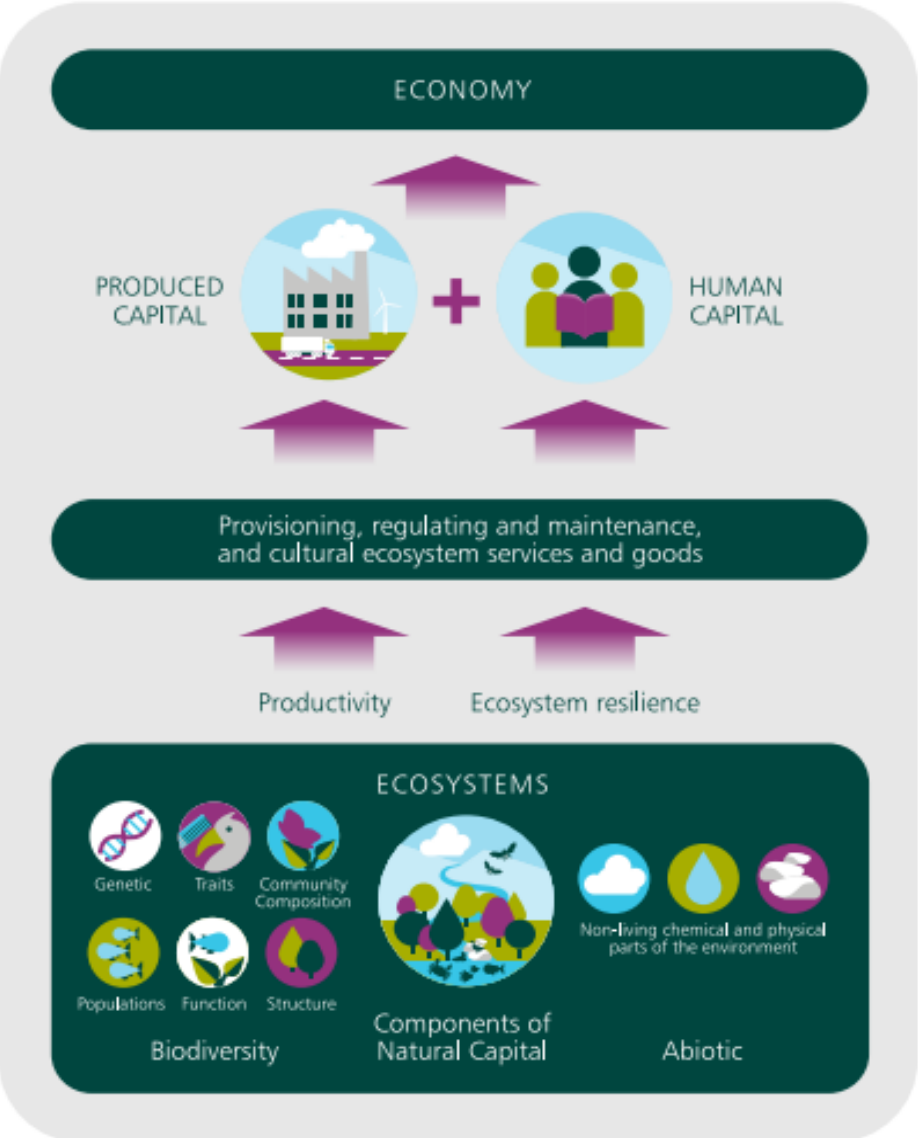 ECONOMY
PRODUCED
CAPITAL
HUMAN
CAPITAL
Provisioning, regulating and maintenance,
and cultural ecosystem services and goods
Productivity
Ecosystem resilience
ECOSYSTEMS
Genetic
Traits
Community
Composition
Populations
Function
Structure
Biodiversity
Components of
Natural Capital
Non-living chemical and physical
parts of the environment
Abiotic